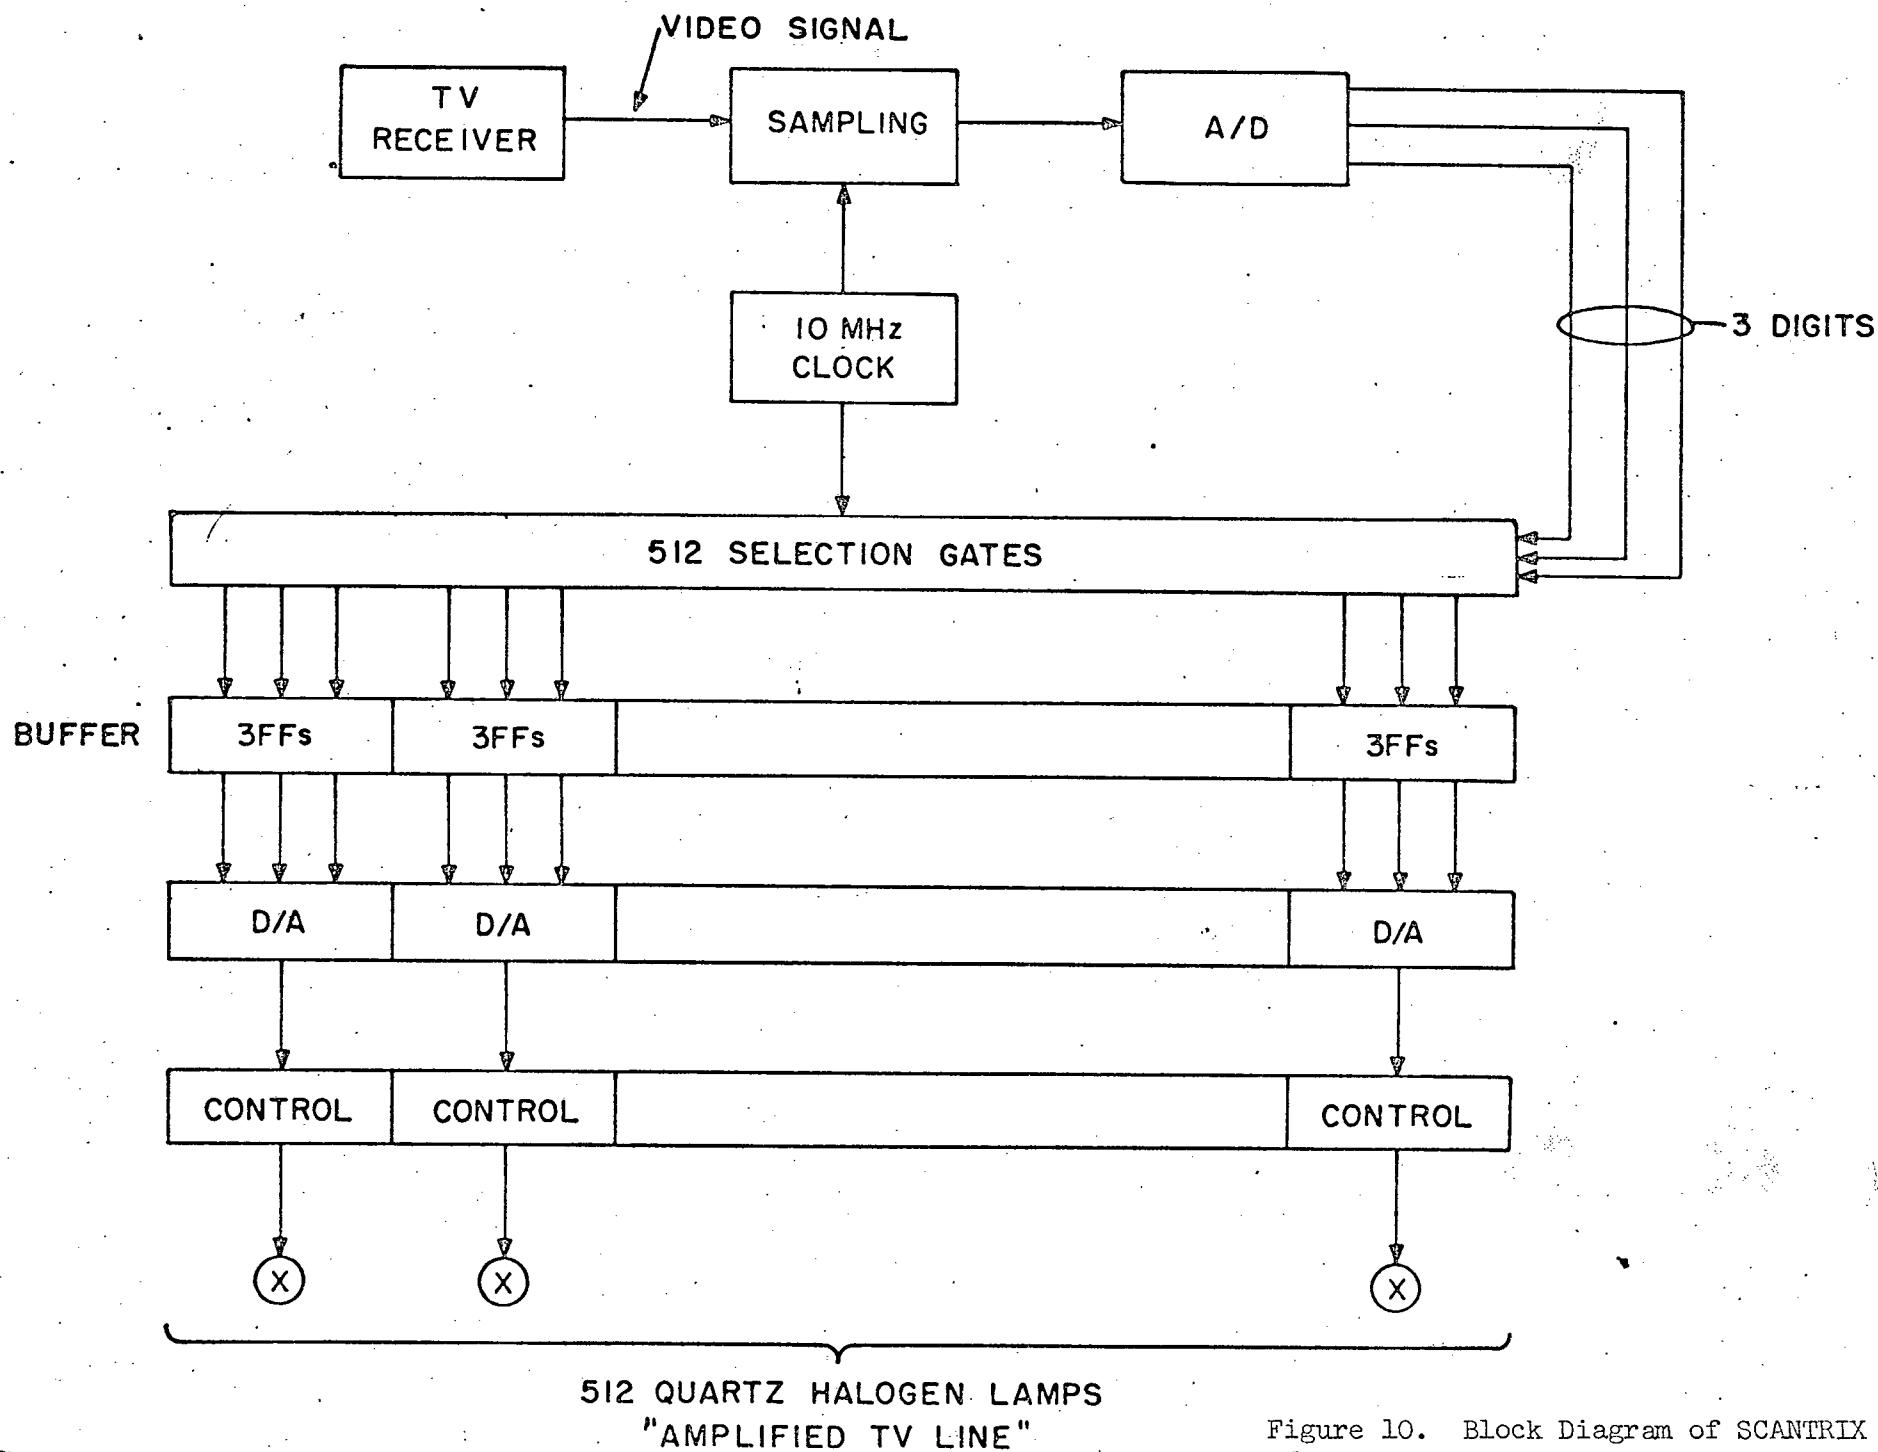 VIDEO SIGNAL
TV
RECEIVER
SAMPLING
A/D
10 MHz
CLOCK
3 DIGITS
512 SELECTION GATES
BUFFER
3FFs
3FFs
3FFs
D/A
D/A
D/A
CONTROL
CONTROL
CONTROL
X
X
X
512 QUARTZ HALOGEN LAMPS
"AMPLIFIED TV LINE"
Figure 10. Block Diagram of SCANTRIX